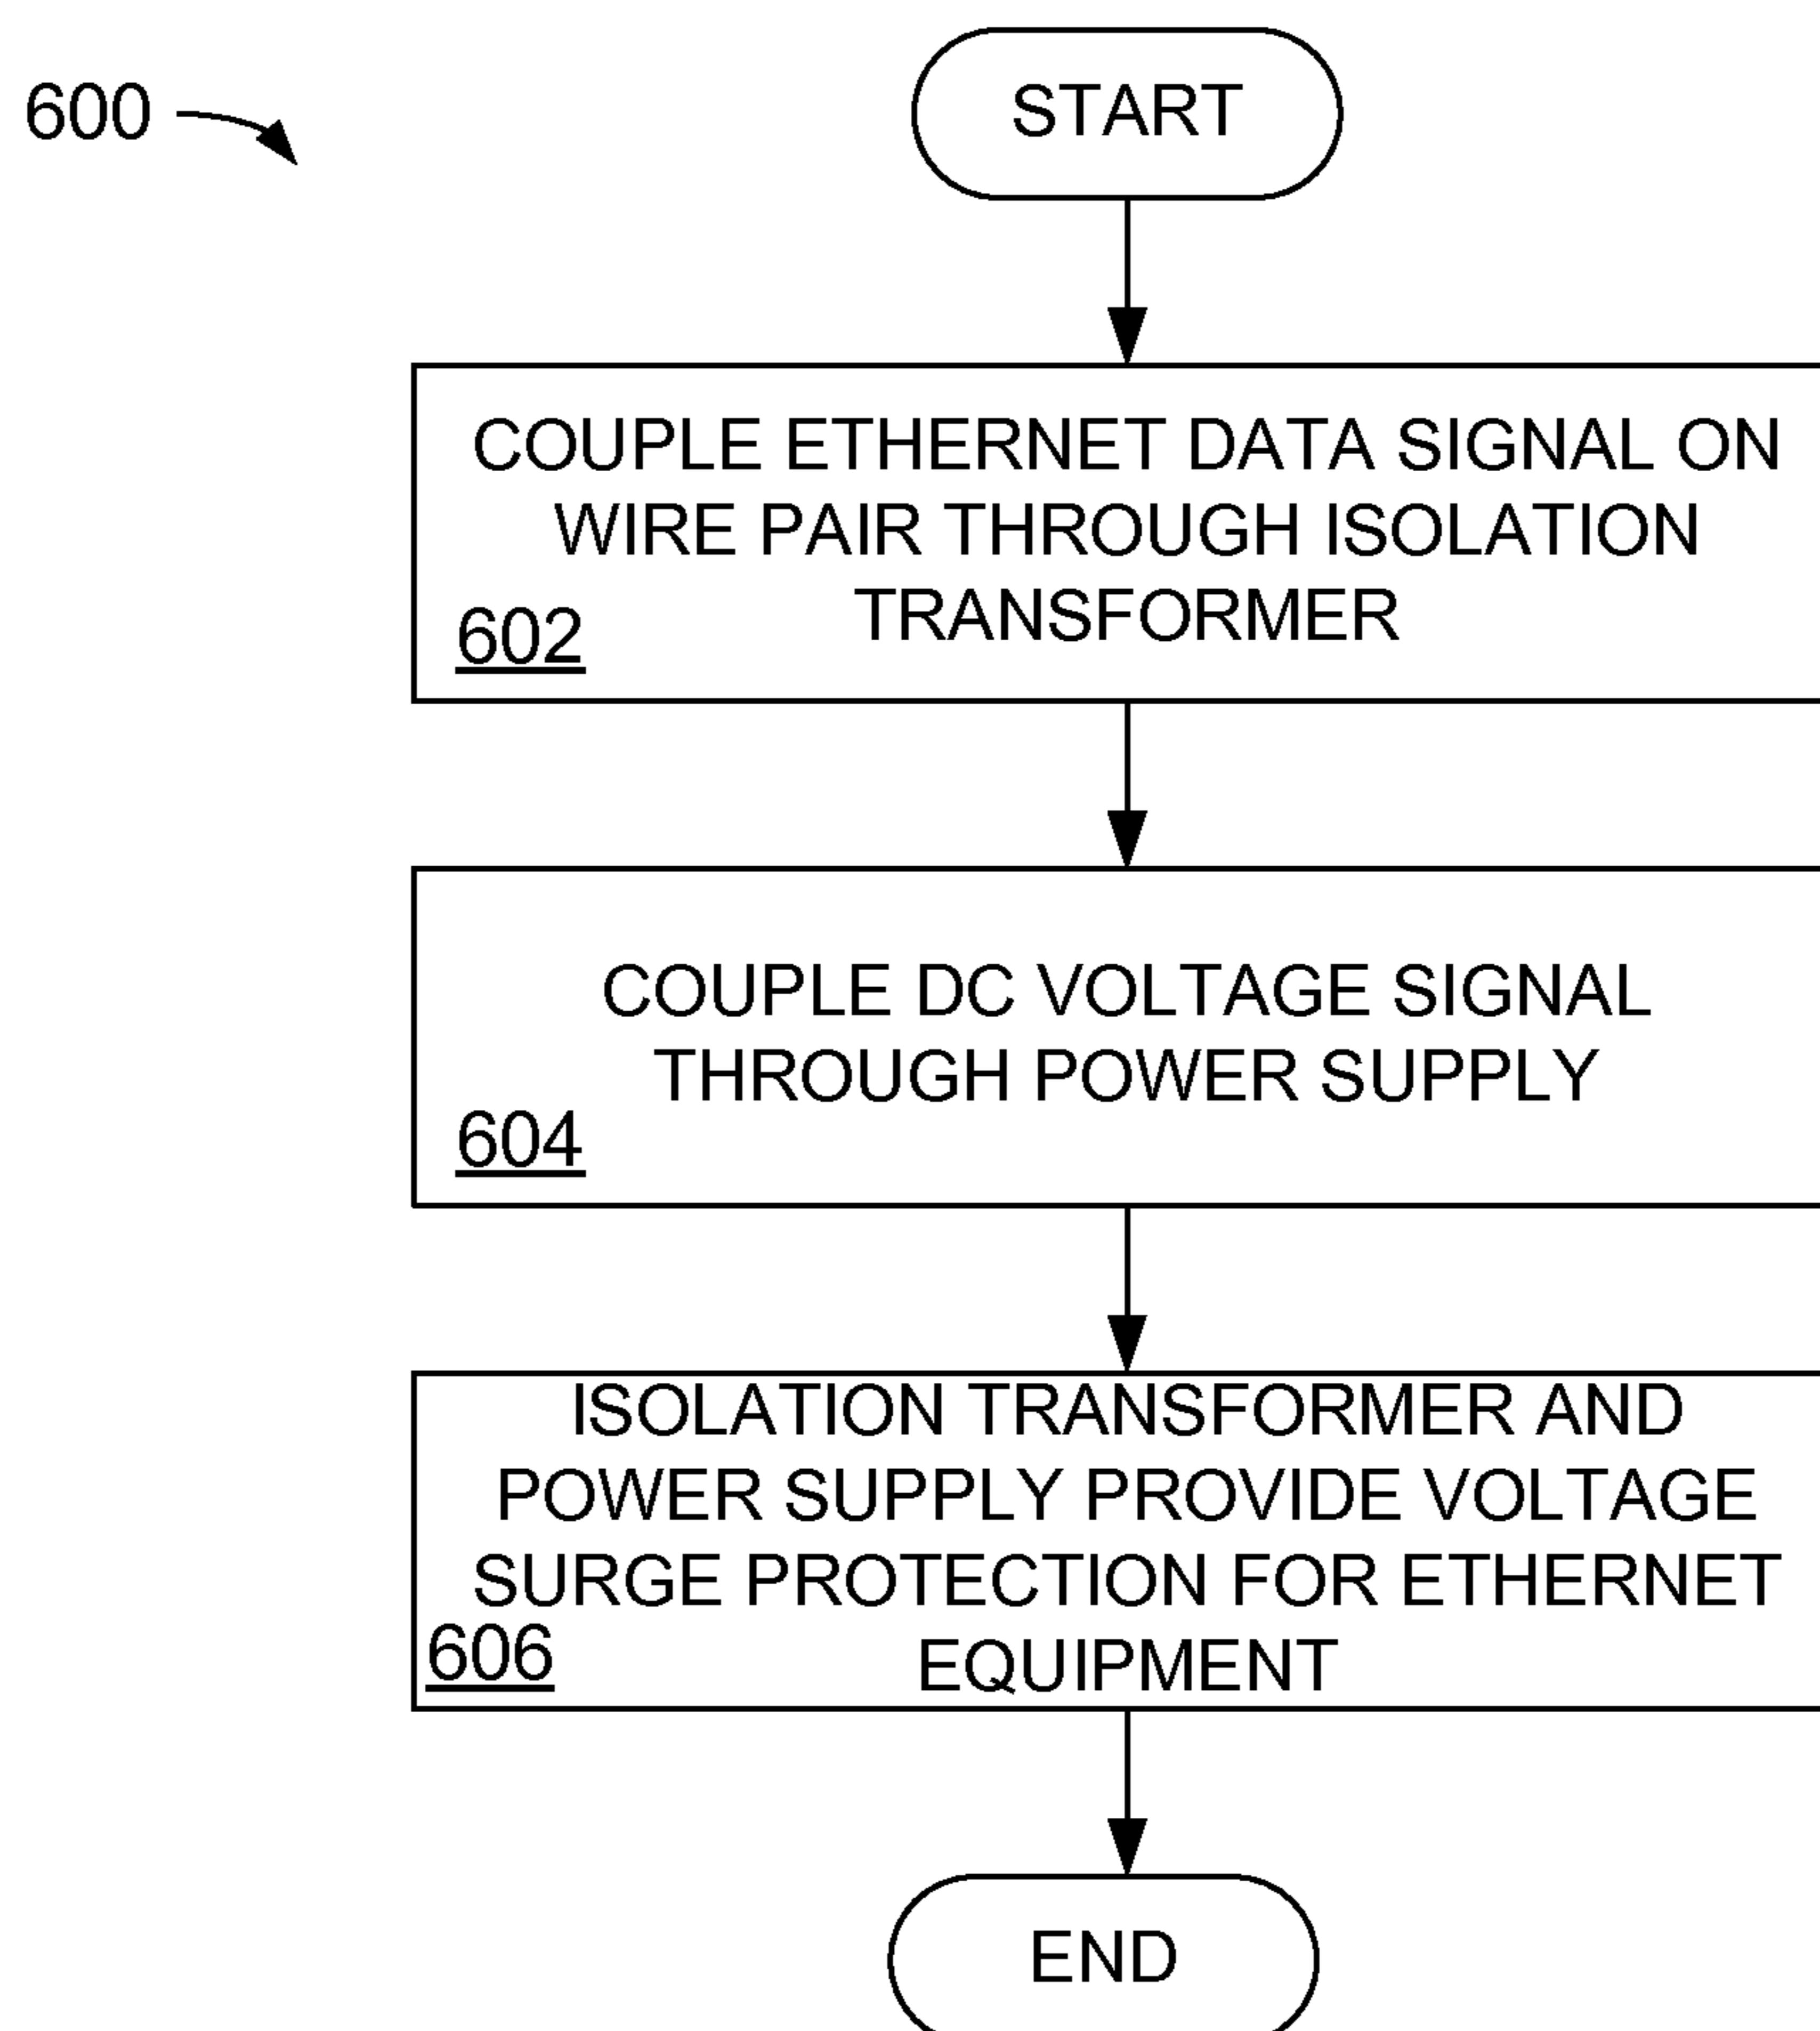 600
START
COUPLE ETHERNET DATA SIGNAL ON
WIRE PAIR THROUGH ISOLATION
TRANSFORMER
602
COUPLE DC VOLTAGE SIGNAL
THROUGH POWER SUPPLY
604
ISOLATION TRANSFORMER AND
POWER SUPPLY PROVIDE VOLTAGE
SURGE PROTECTION FOR ETHERNET
EQUIPMENT
606
END